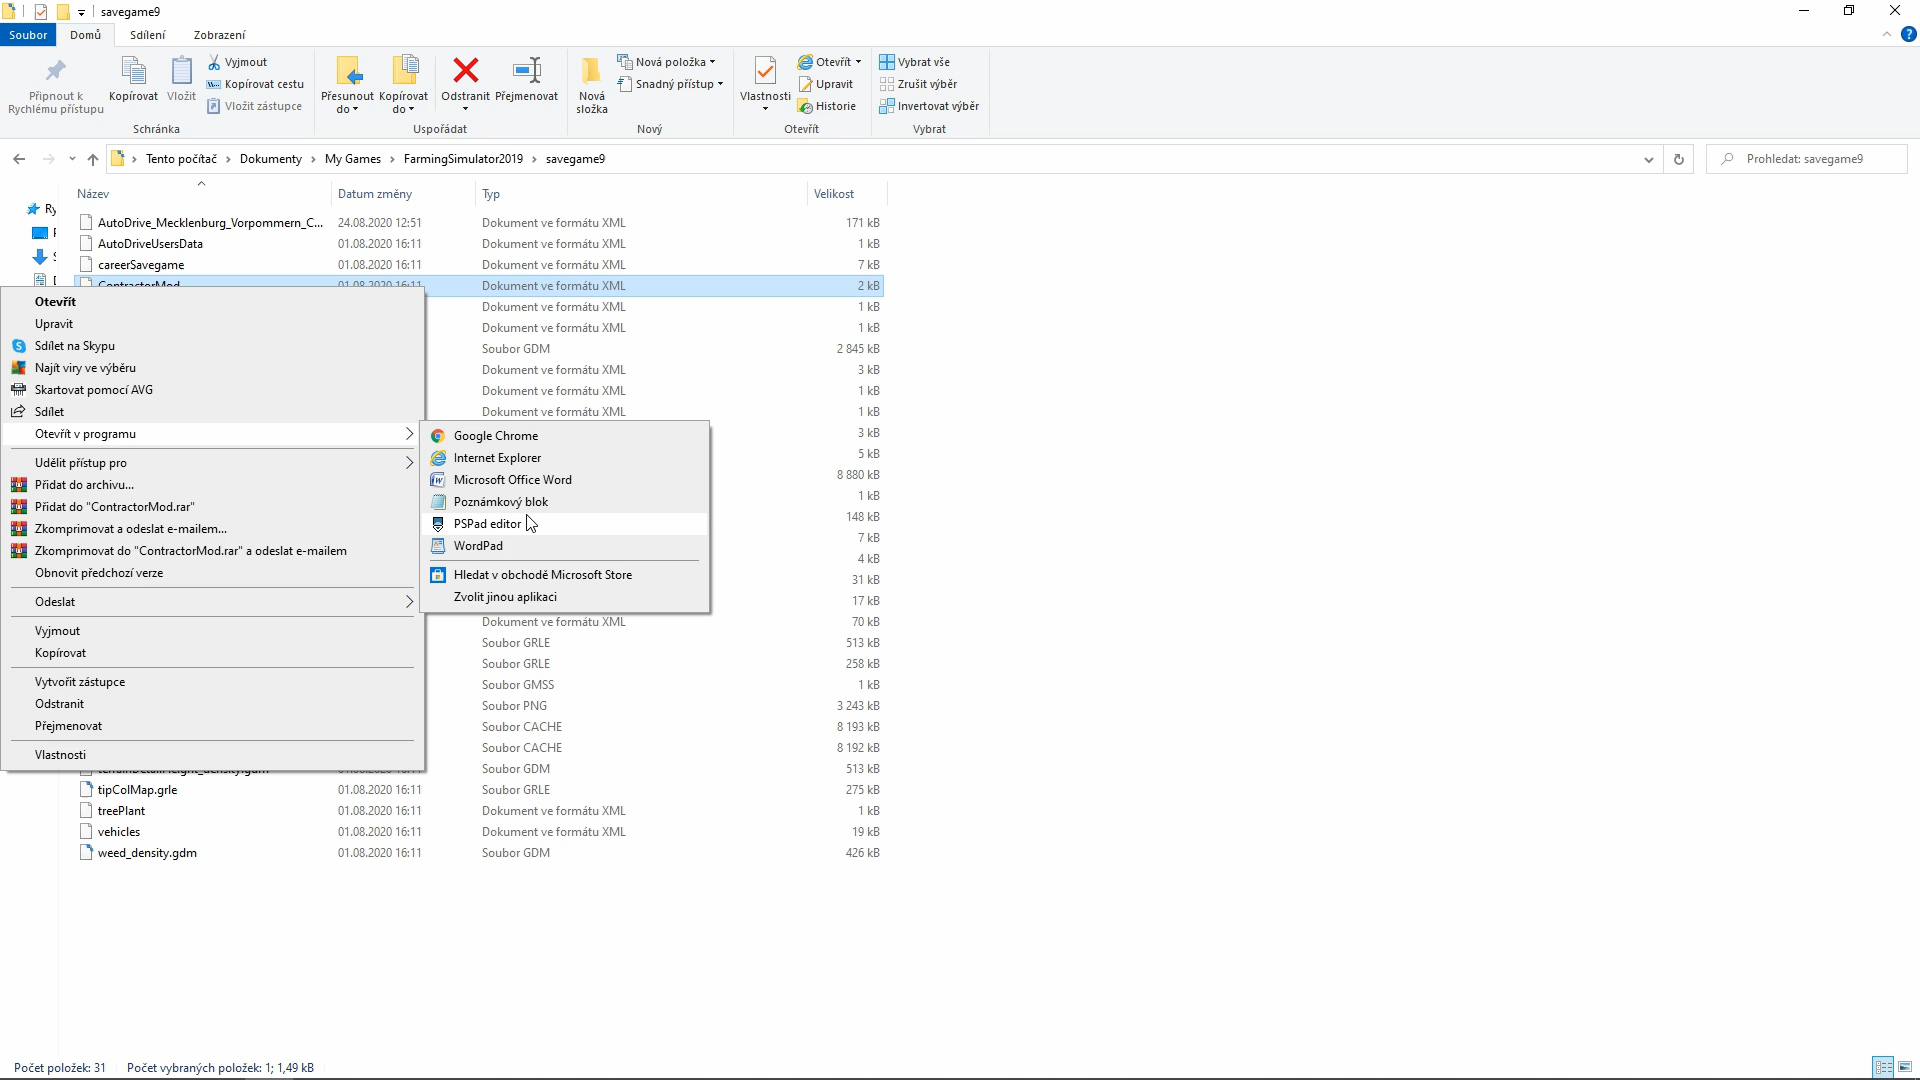 savegame9
Soubor Domů Sdílení Zobrazení
Připnout k Rychlému přístupu
Kopírovat
Vložit
Vyjmout
Kopírovat cestu
Vložit zástupce
Schránka
Přesunout do
Kopírovat do
Odstranit
Přejmenovat
Uspořádat
Nová složka
Nová položka
Snadný přístup
Nový
Vlastnosti
Otevřít
Upravit
Historie
Otevřít
Vybrat vše
Zrušit výběr
Invertovat výběr
Vybrat
Tento počítač › Dokumenty › My Games › FarmingSimulator2019 › savegame9
Prohledat: savegame9
Název Datum změny Typ Velikost
AutoDrive_Mecklenburg_Vorpommern_C... 24.08.2020 12:51 Dokument ve formátu XML 171 kB
AutoDriveUsersData 01.08.2020 16:11 Dokument ve formátu XML 1 kB
careerSavegame 01.08.2020 16:11 Dokument ve formátu XML 7 kB
ContractorMod 01.08.2020 16:11 Dokument ve formátu XML 2 kB
Dokument ve formátu XML 1 kB
Dokument ve formátu XML 1 kB
Soubor GDM 2 845 kB
Dokument ve formátu XML 3 kB
Dokument ve formátu XML 1 kB
Dokument ve formátu XML 1 kB
3 kB
5 kB
8 880 kB
1 kB
148 kB
7 kB
4 kB
31 kB
17 kB
Dokument ve formátu XML 70 kB
Soubor GRLE 513 kB
Soubor GRLE 258 kB
Soubor GMSS 1 kB
Soubor PNG 3 243 kB
Soubor CACHE 8 193 kB
Soubor CACHE 8 192 kB
Soubor GDM 513 kB
tipColMap.grle 01.08.2020 16:11 Soubor GRLE 275 kB
treePlant 01.08.2020 16:11 Dokument ve formátu XML 1 kB
vehicles 01.08.2020 16:11 Dokument ve formátu XML 19 kB
weed_density.gdm 01.08.2020 16:11 Soubor GDM 426 kB
Otevřít
Upravit
Sdílet na Skypu
Najít viry ve výběru
Skartovat pomocí AVG
Sdílet
Otevřít v programu
Udělit přístup pro
Přidat do archivu...
Přidat do "ContractorMod.rar"
Zkomprimovat a odeslat e-mailem...
Zkomprimovat do "ContractorMod.rar" a odeslat e-mailem
Obnovit předchozí verze
Odeslat
Vyjmout
Kopírovat
Vytvořit zástupce
Odstranit
Přejmenovat
Vlastnosti
Google Chrome
Internet Explorer
Microsoft Office Word
Poznámkový blok
PSPad editor
WordPad
Hledat v obchodě Microsoft Store
Zvolit jinou aplikaci
Počet položek: 31 Počet vybraných položek: 1; 1,49 kB